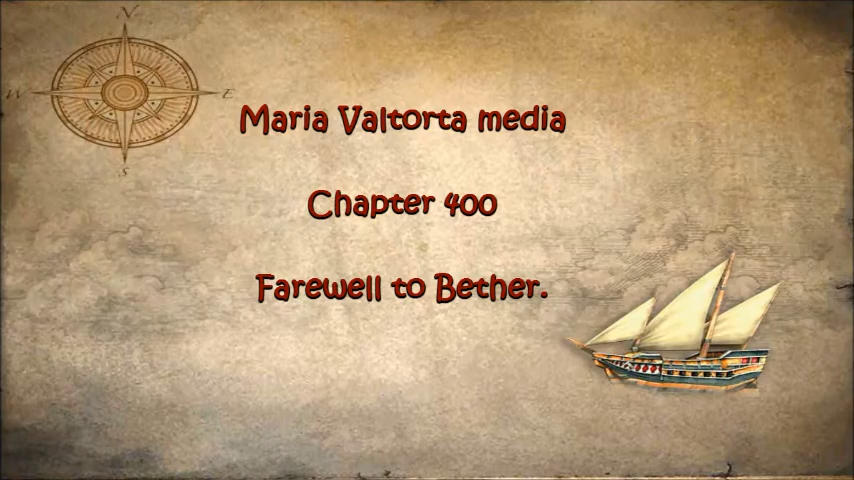 N
W E
S
Maria Valtorta media
Chapter 400
Farewell to Bether.